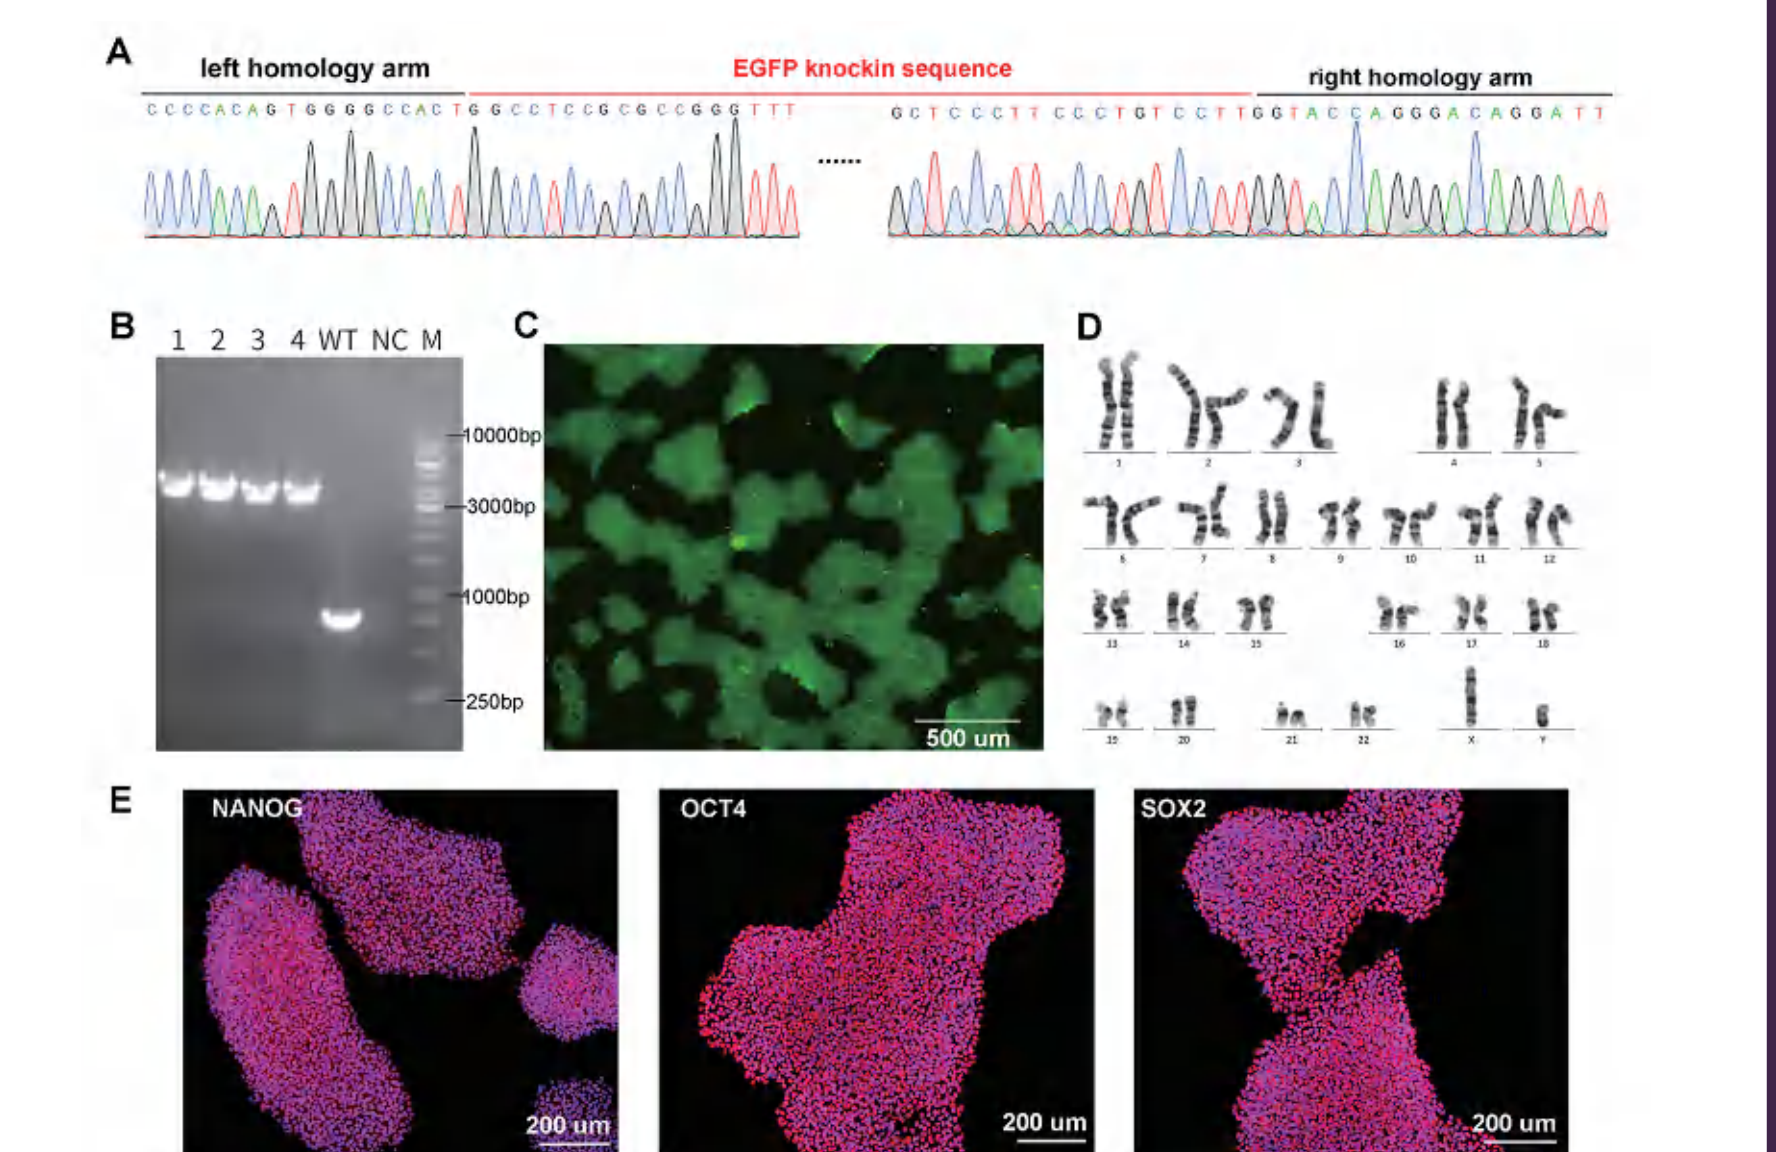 A
left homology arm EGFP knockin sequence right homology arm
CCCCACAGTGGGGCCACTGGCCTCCGCGCCGGGTTT GCTCCCTTCCCTGTCCTTGGTACCAGGGACAGGATT
......
B
1 2 3 4 WT NC M
10000bp
3000bp
1000bp
250bp
C
500 um
D
1 2 3 4 5
6 7 8 9 10 11 12
13 14 15 16 17 18
19 20 21 22 X Y
E
NANOG OCT4 SOX2
200 um 200 um 200 um